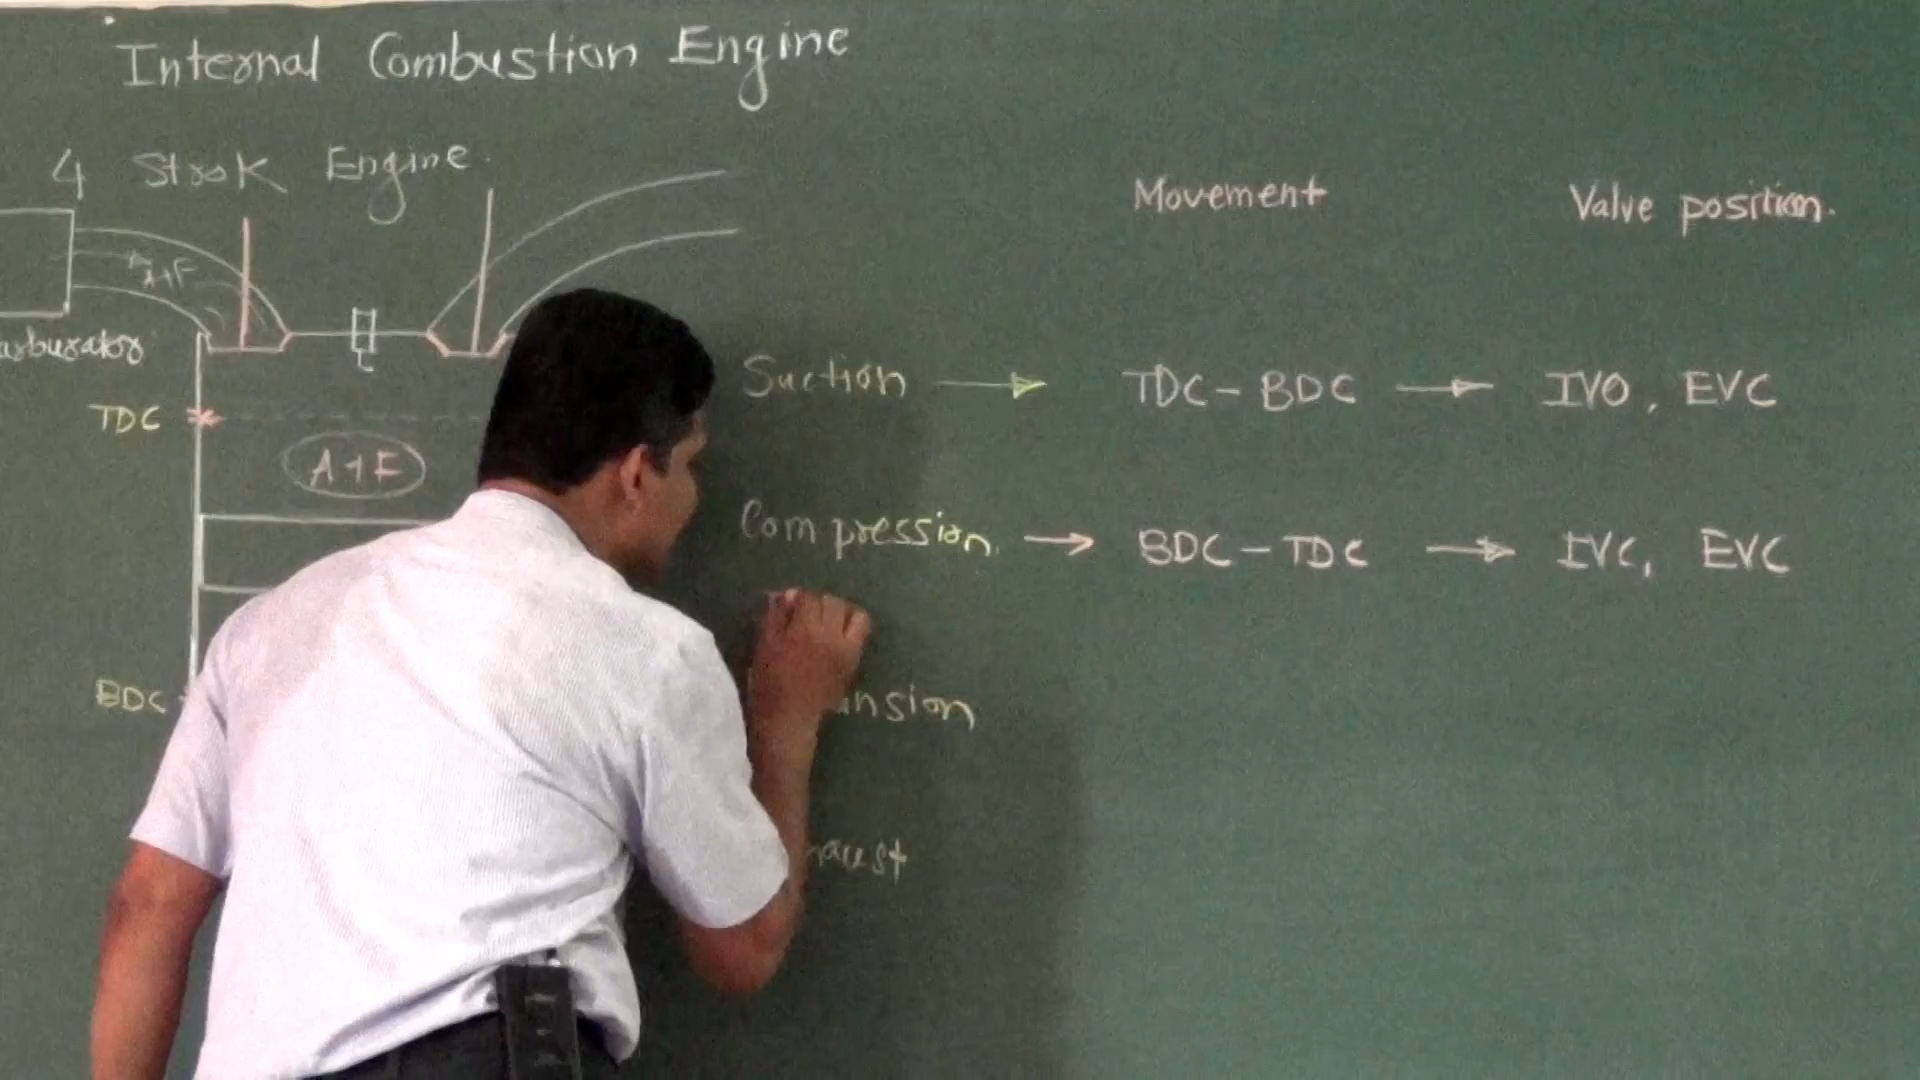 Internal Combustion Engine
4 Strok Engine.
Movement
Valve position.
A+F
TDC
A+F
Suction → TDC - BDC → IVO, EVC
Compression. → BDC - TDC → IVC, EVC
BDC